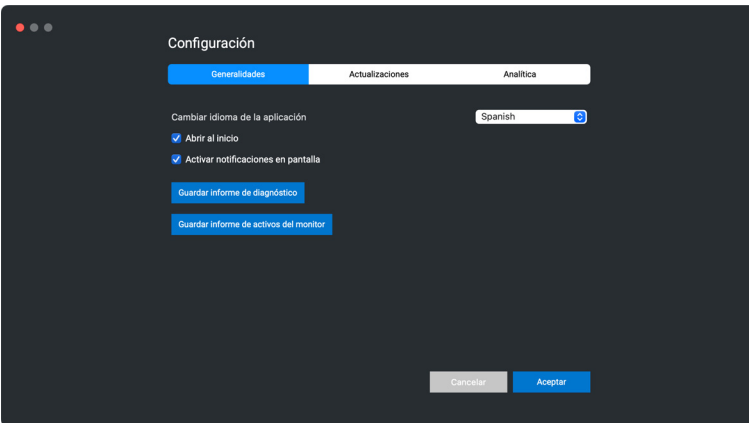 Configuración
Generalidades Actualizaciones Analítica
Cambiar idioma de la aplicación Spanish
Abrir al inicio
Activar notificaciones en pantalla
Guardar informe de diagnóstico
Guardar informe de activos del monitor
Cancelar Aceptar